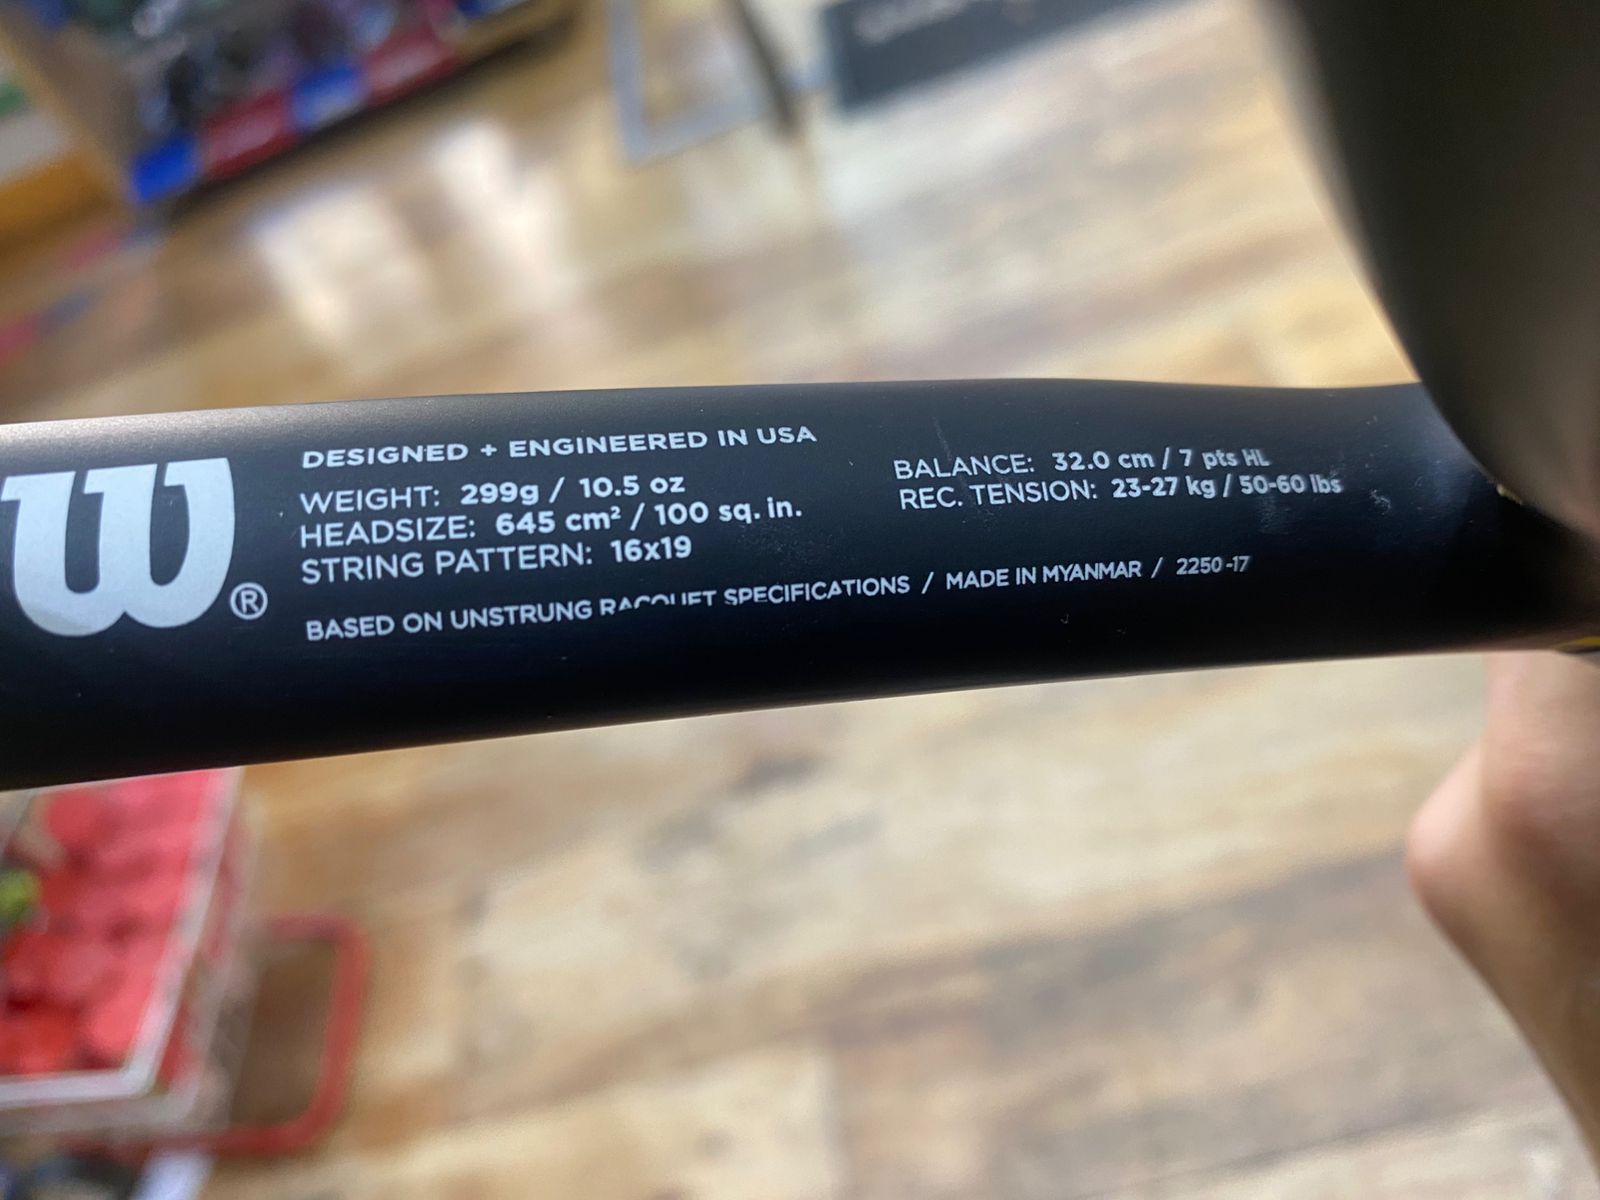 W®
DESIGNED + ENGINEERED IN USA
WEIGHT: 299g / 10.5 oz
HEADSIZE: 645 cm² / 100 sq. in.
STRING PATTERN: 16x19
BALANCE: 32.0 cm / 7 pts HL
REC. TENSION: 23-27 kg / 50-60 lbs
BASED ON UNSTRUNG RACQUET SPECIFICATIONS / MADE IN MYANMAR / 2250-17